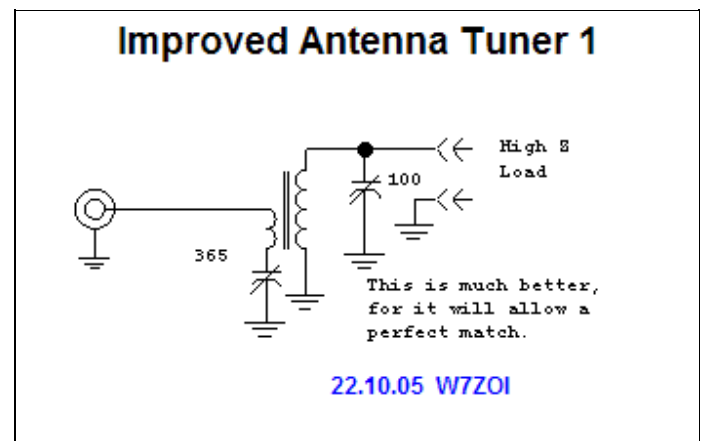 Improved Antenna Tuner 1
High Z
Load
100
365
This is much better,
for it will allow a
perfect match.
22.10.05 W7ZOI